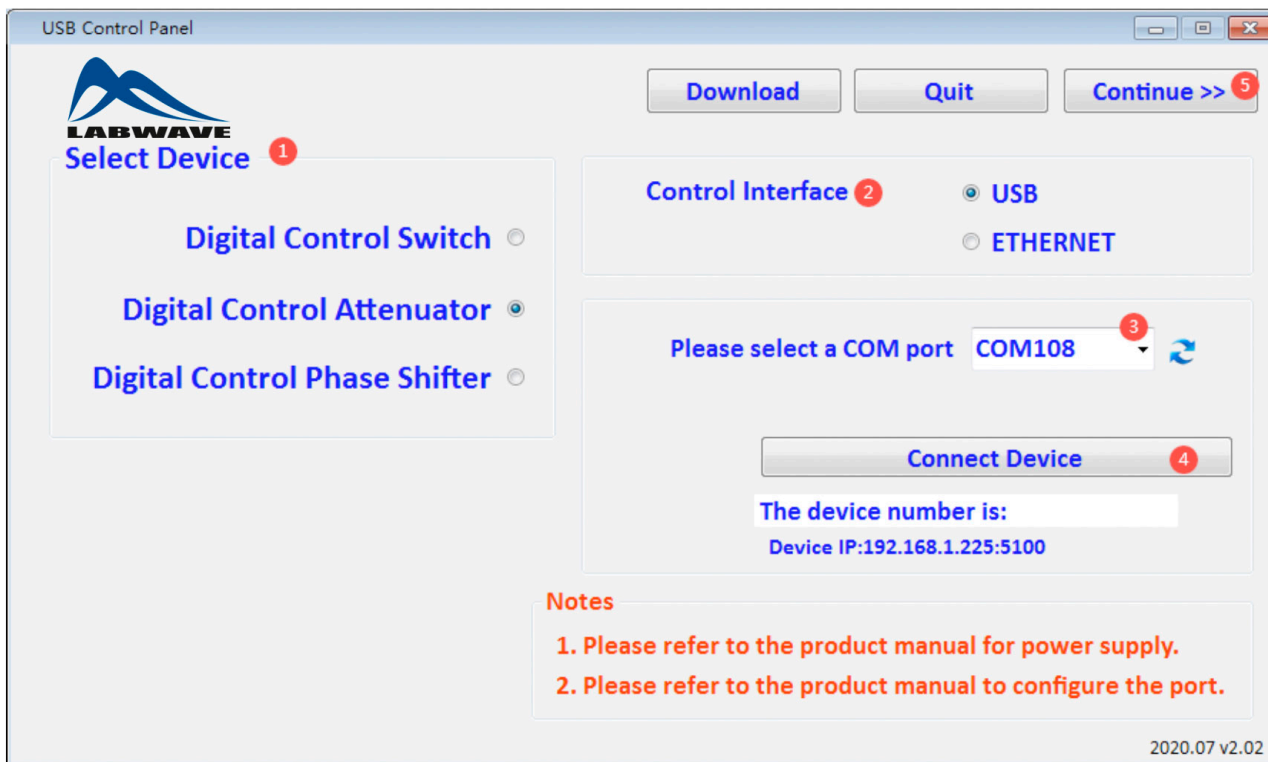 USB Control Panel
LABWAVE
Download
Quit
Continue >> 5
Select Device 1
Digital Control Switch
Digital Control Attenuator
Digital Control Phase Shifter
Control Interface 2
USB
ETHERNET
Please select a COM port COM108 3
Connect Device 4
The device number is:
Device IP:192.168.1.225:5100
Notes
1. Please refer to the product manual for power supply.
2. Please refer to the product manual to configure the port.
2020.07 v2.02